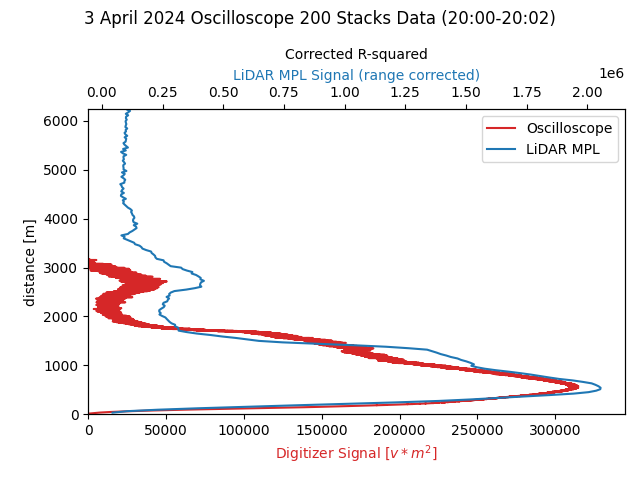 3 April 2024 Oscilloscope 200 Stacks Data (20:00-20:02)
Corrected R-squared
LiDAR MPL Signal (range corrected)
1e6
0.00 0.25 0.50 0.75 1.00 1.25 1.50 1.75 2.00
Oscilloscope
LiDAR MPL
6000
5000
4000
3000
2000
1000
0
distance [m]
0 50000 100000 150000 200000 250000 300000
Digitizer Signal [v * m²]